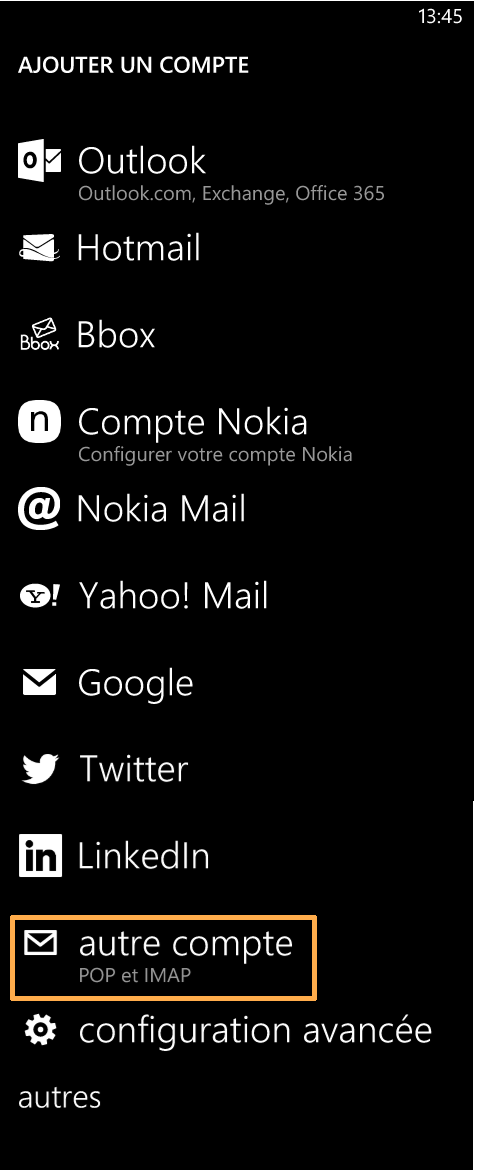 13:45
AJOUTER UN COMPTE
Outlook
Outlook.com, Exchange, Office 365
Hotmail
Bbox Bbox
n Compte Nokia
Configurer votre compte Nokia
@ Nokia Mail
Y! Yahoo! Mail
Google
Twitter
in LinkedIn
autre compte
POP et IMAP
configuration avancée
autres